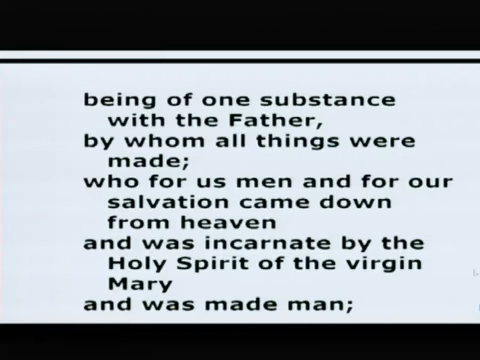 being of one substance
with the Father,
by whom all things were
made;
who for us men and for our
salvation came down
from heaven
and was incarnate by the
Holy Spirit of the virgin
Mary
and was made man;